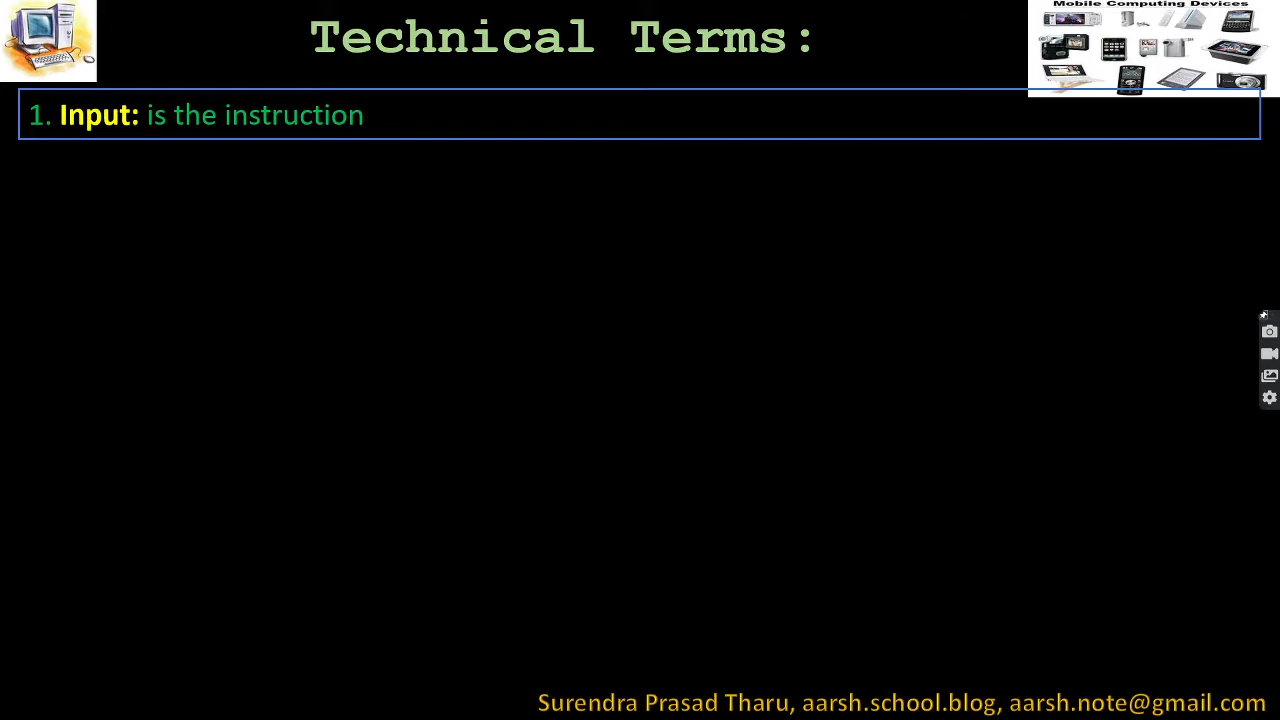 Technical Terms:
Mobile Computing Devices
1. Input: is the instruction
Surendra Prasad Tharu, aarsh.school.blog, aarsh.note@gmail.com